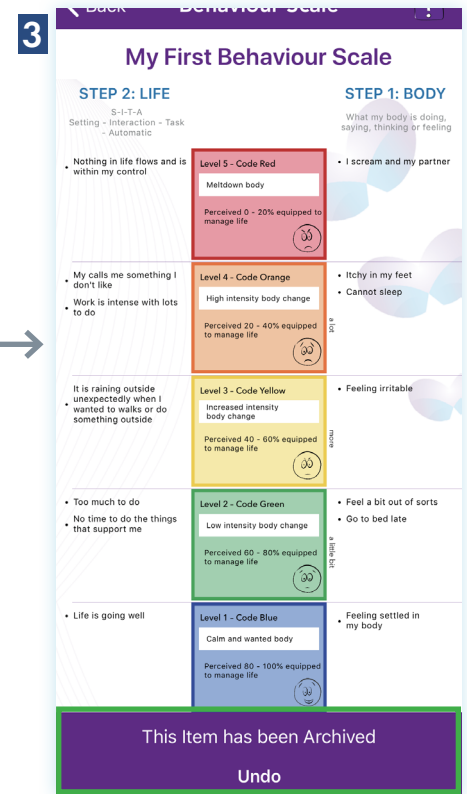 3
Back
Behaviour Scale
My First Behaviour Scale
STEP 2: LIFE
S-I-T-A
Setting - Interaction - Task
- Automatic
STEP 1: BODY
What my body is doing,
saying, thinking or feeling
• Nothing in life flows and is
within my control
Level 5 - Code Red
Meltdown body
Perceived 0 - 20% equipped to
manage life
• I scream and my partner
• My calls me something I
don't like
• Work is intense with lots
to do
Level 4 - Code Orange
High intensity body change
Perceived 20 - 40% equipped
to manage life
a lot
• Itchy in my feet
• Cannot sleep
• It is raining outside
unexpectedly when I
wanted to walks or do
something outside
Level 3 - Code Yellow
Increased intensity
body change
Perceived 40 - 60% equipped
to manage life
more
• Feeling irritable
• Too much to do
• No time to do the things
that support me
Level 2 - Code Green
Low intensity body change
Perceived 60 - 80% equipped
to manage life
a little bit
• Feel a bit out of sorts
• Go to bed late
• Life is going well
Level 1 - Code Blue
Calm and wanted body
Perceived 80 - 100% equipped
to manage life
• Feeling settled in
my body
This Item has been Archived
Undo